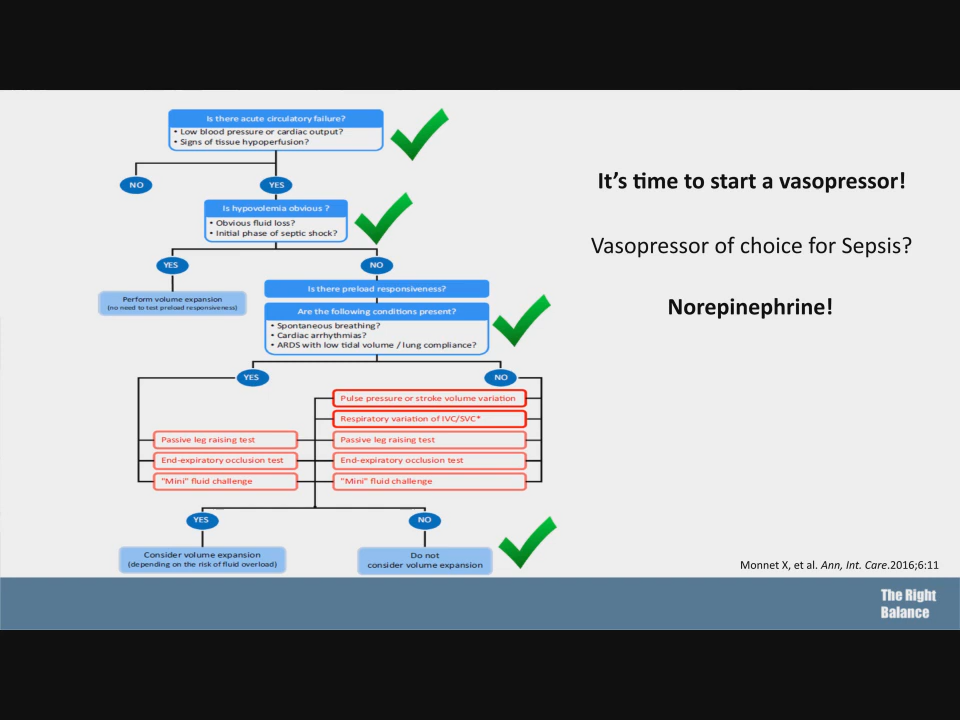 Is there acute circulatory failure?
• Low blood pressure or cardiac output?
• Signs of tissue hypoperfusion?
NO
YES
Is hypovolemia obvious ?
• Obvious fluid loss?
• Initial phase of septic shock?
YES
NO
Perform volume expansion
(no need to test preload responsiveness)
Is there preload responsiveness?
Are the following conditions present?
• Spontaneous breathing?
• Cardiac arrhythmias?
• ARDS with low tidal volume / lung compliance?
YES
NO
Pulse pressure or stroke volume variation
Respiratory variation of IVC/SVC*
Passive leg raising test
Passive leg raising test
End-expiratory occlusion test
End-expiratory occlusion test
"Mini" fluid challenge
"Mini" fluid challenge
YES
NO
Consider volume expansion
(depending on the risk of fluid overload)
Do not
consider volume expansion
It's time to start a vasopressor!
Vasopressor of choice for Sepsis?
Norepinephrine!
Monnet X, et al. Ann, Int. Care.2016;6:11
The Right
Balance